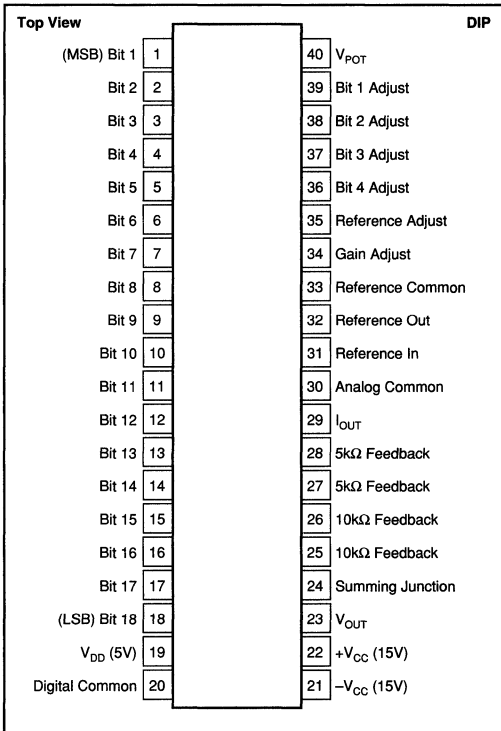 Top View DIP
(MSB) Bit 1 1 40 VPOT
Bit 2 2 39 Bit 1 Adjust
Bit 3 3 38 Bit 2 Adjust
Bit 4 4 37 Bit 3 Adjust
Bit 5 5 36 Bit 4 Adjust
Bit 6 6 35 Reference Adjust
Bit 7 7 34 Gain Adjust
Bit 8 8 33 Reference Common
Bit 9 9 32 Reference Out
Bit 10 10 31 Reference In
Bit 11 11 30 Analog Common
Bit 12 12 29 IOUT
Bit 13 13 28 5kΩ Feedback
Bit 14 14 27 5kΩ Feedback
Bit 15 15 26 10kΩ Feedback
Bit 16 16 25 10kΩ Feedback
Bit 17 17 24 Summing Junction
(LSB) Bit 18 18 23 VOUT
VDD (5V) 19 22 +VCC (15V)
Digital Common 20 21 –VCC (15V)